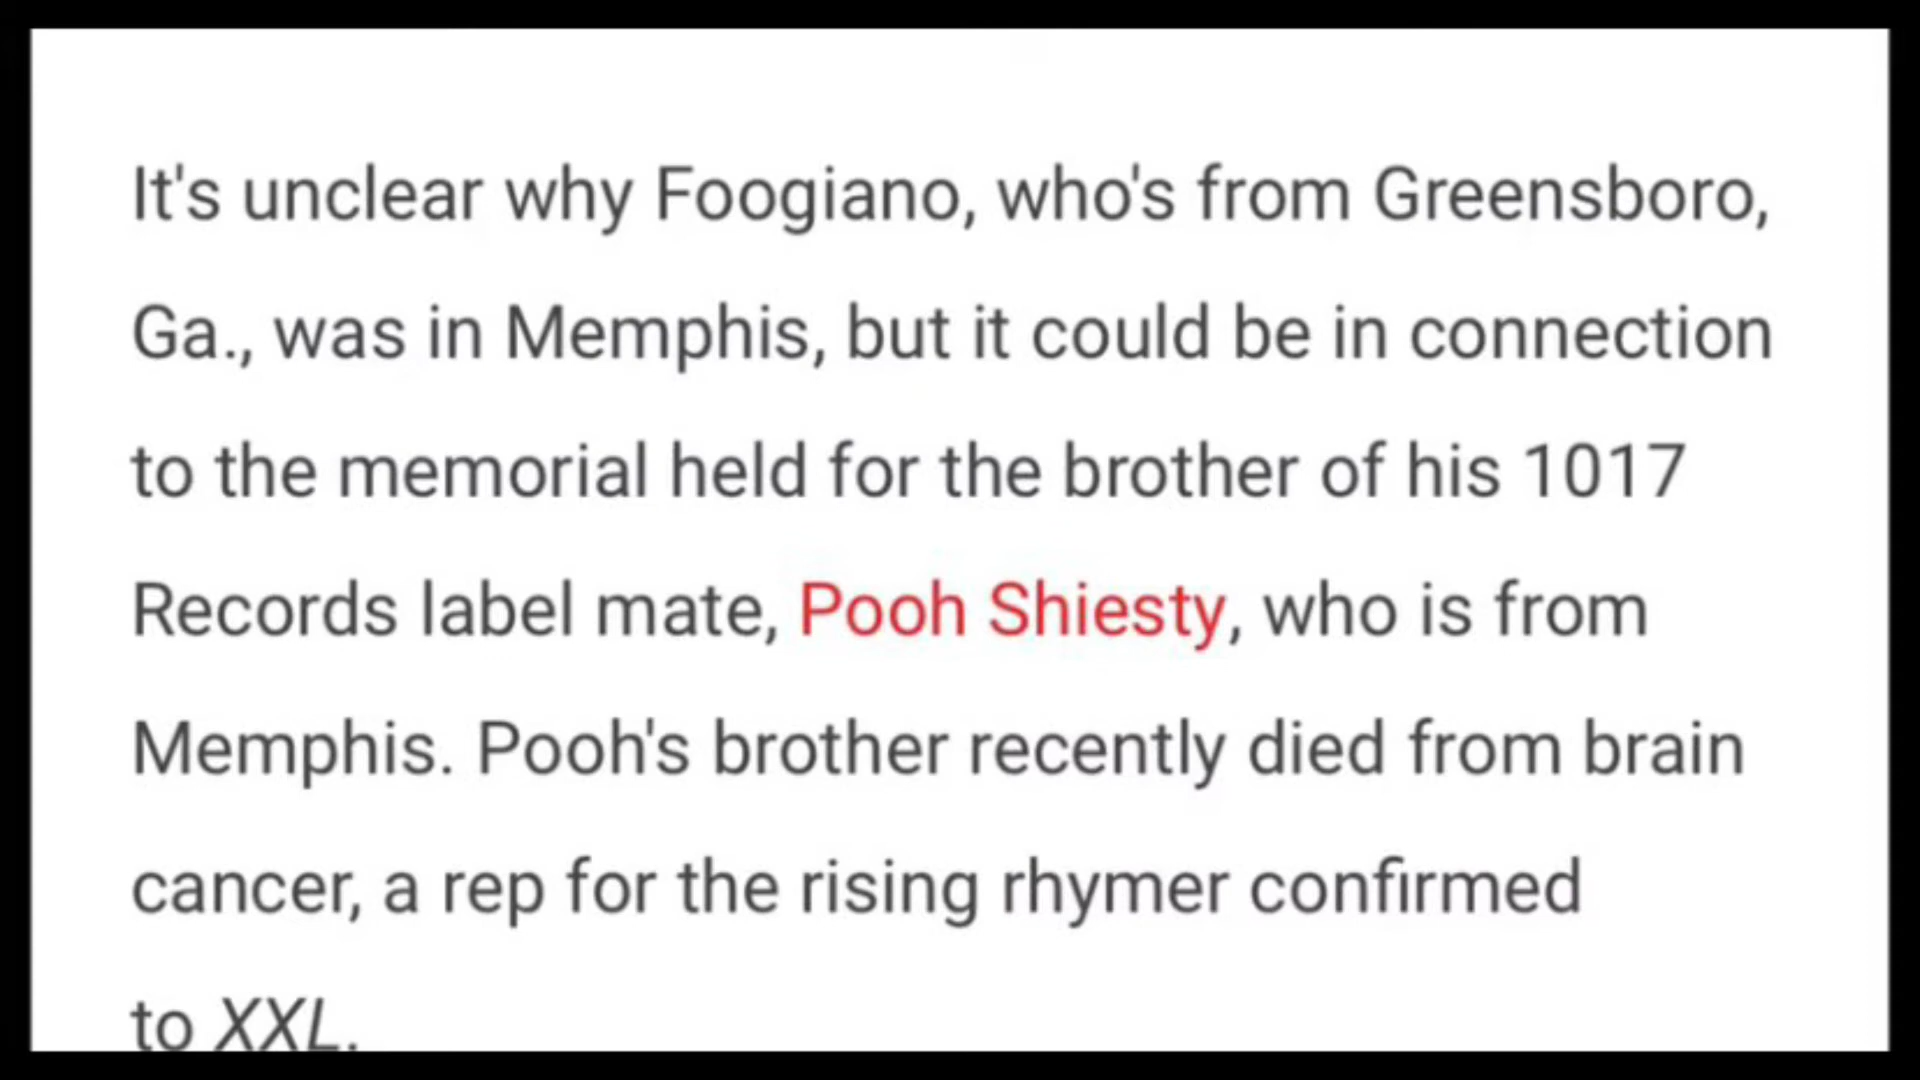 It's unclear why Foogiano, who's from Greensboro,
Ga., was in Memphis, but it could be in connection
to the memorial held for the brother of his 1017
Records label mate, Pooh Shiesty, who is from
Memphis. Pooh's brother recently died from brain
cancer, a rep for the rising rhymer confirmed
to XXL.